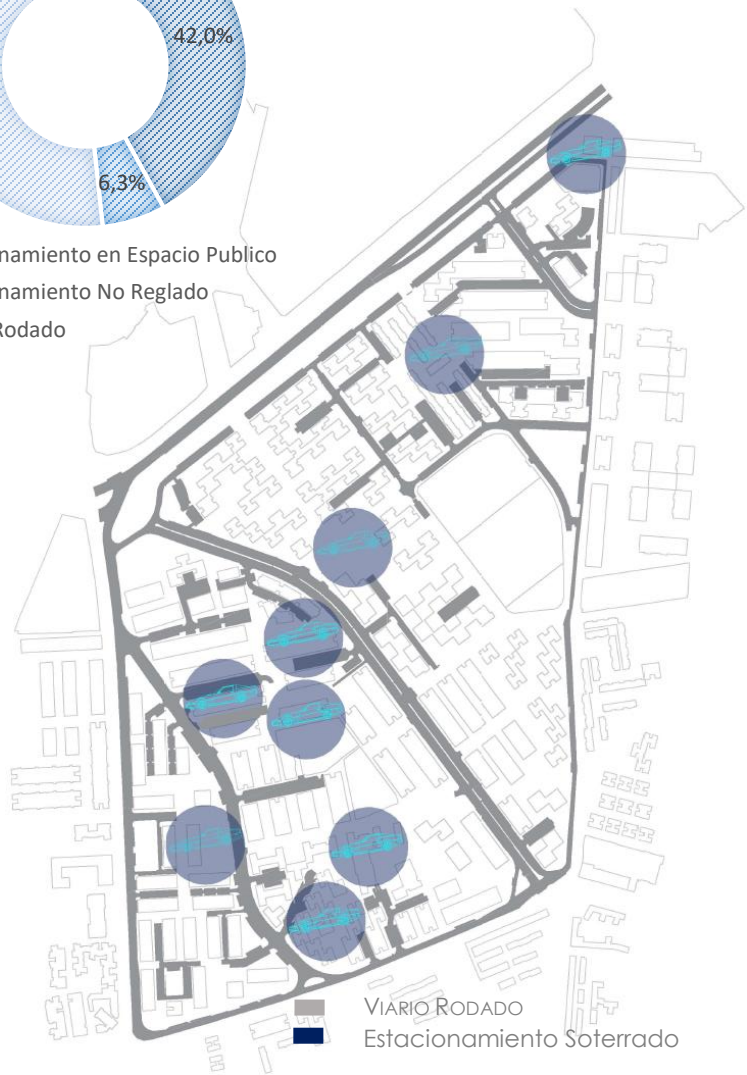 42,0%
6,3%
namiento en Espacio Publico
namiento No Reglado
Rodado
VIARIO RODADO
Estacionamiento Soterrado